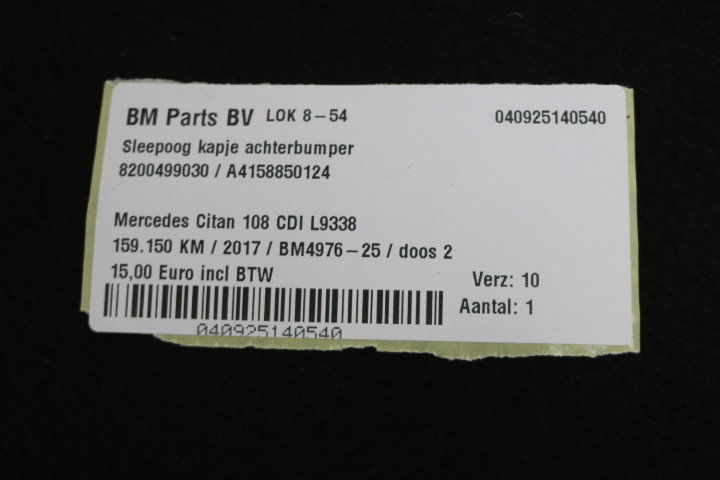 BM Parts BV LOK 8-54 040925140540
Sleepoog kapje achterbumper
8200499030 / A4158850124
Mercedes Citan 108 CDI L9338
159.150 KM / 2017 / BM4976-25 / doos 2
15,00 Euro incl BTW
Verz: 10
Aantal: 1
040925140540